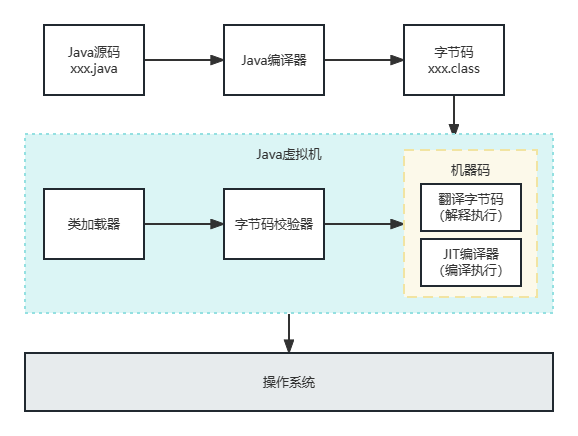 Java源码
xxx.java
Java编译器
字节码
xxx.class
Java虚拟机
类加载器
字节码校验器
机器码
翻译字节码
(解释执行)
JIT编译器
(编译执行)
操作系统